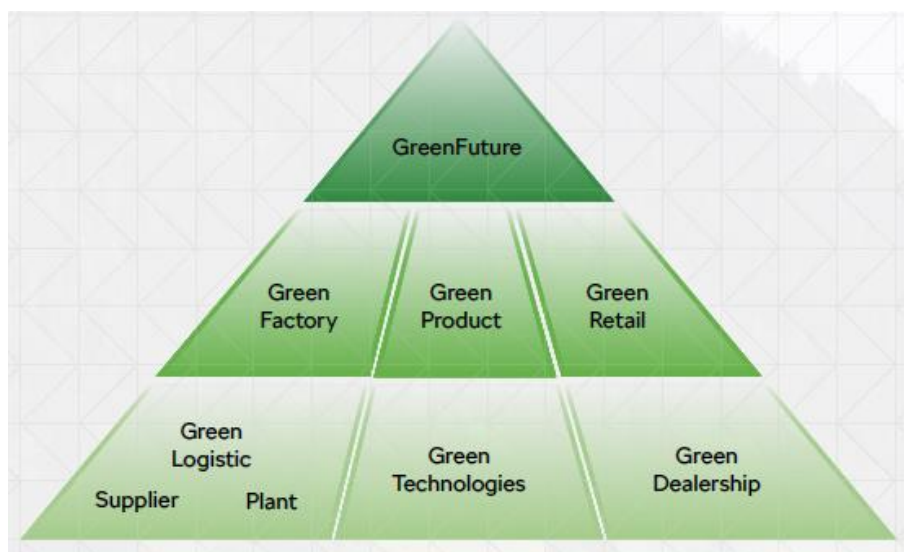 GreenFuture
Green
Factory
Green
Product
Green
Retail
Green
Logistic
Supplier Plant
Green
Technologies
Green
Dealership